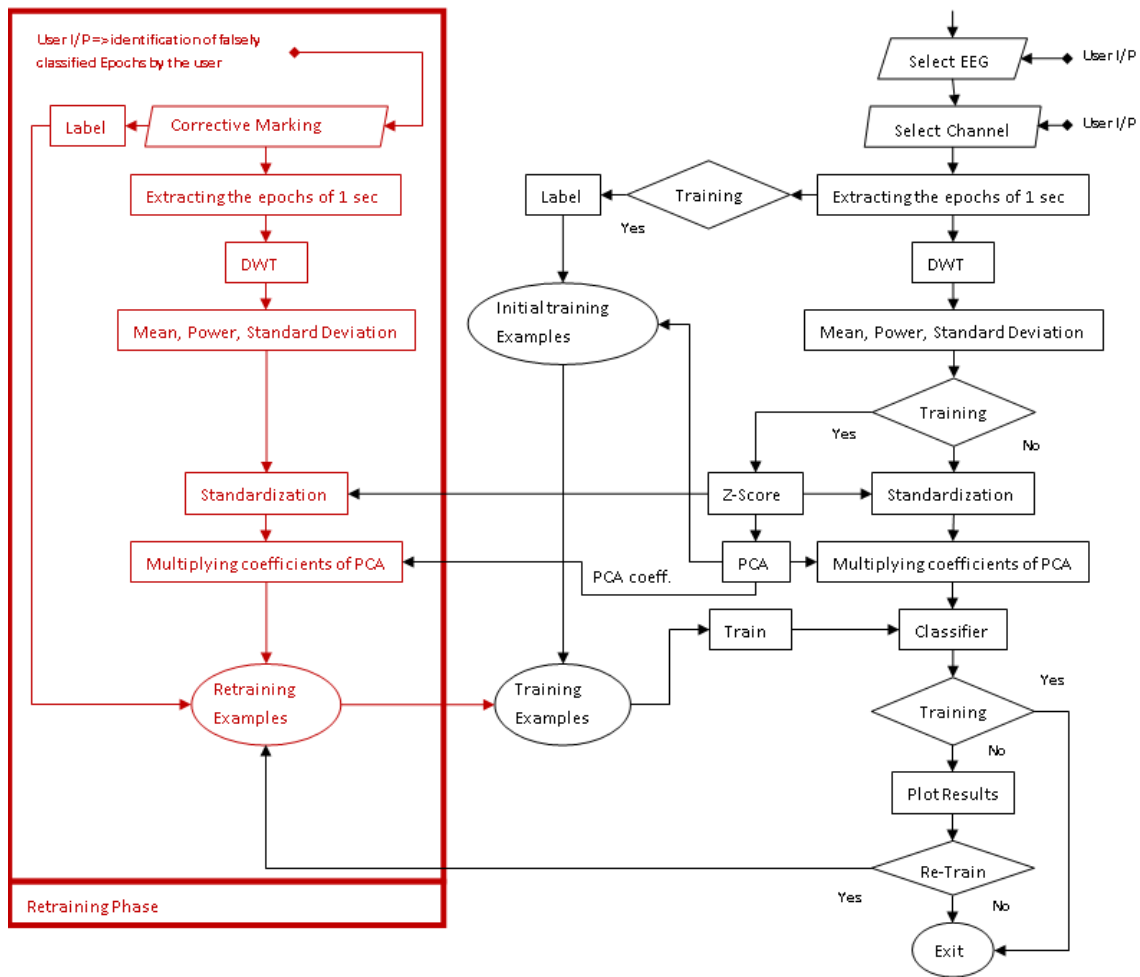 User I/P=>identification of falsely
classified Epochs by the user
Label
Corrective Marking
Extracting the epochs of 1 sec
DWT
Mean, Power, Standard Deviation
Standardization
Multiplying coefficients of PCA
Retraining
Examples
Retraining Phase
Select EEG
User I/P
Select Channel
User I/P
Label
Training
Extracting the epochs of 1 sec
Yes
DWT
Initial training
Examples
Mean, Power, Standard Deviation
Training
Yes
No
Z-Score
Standardization
PCA
Multiplying coefficients of PCA
PCA coeff.
Train
Classifier
Training
Examples
Yes
Training
No
Plot Results
Re-Train
Yes
No
Exit